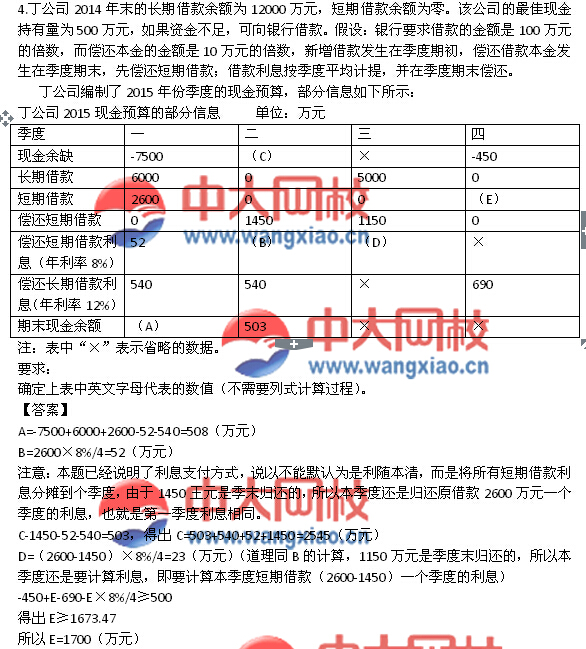 4.丁公司 2014 年末的长期借款余额为 12000 万元，短期借款余额为零。该公司的最佳现金
持有量为 500 万元，如果资金不足，可向银行借款。假设：银行要求借款的金额是 100 万元
的倍数，而偿还本金的金额是 10 万元的倍数，新增借款发生在季度期初，偿还借款本金发
生在季度期末，先偿还短期借款；借款利息按季度平均计提，并在季度期末偿还。
丁公司编制了 2015 年份季度的现金预算，部分信息如下所示：
丁公司 2015 现金预算的部分信息 单位：万元
季度 一 二 三 四
现金余缺 -7500 （C） × -450
长期借款 6000 0 5000 0
短期借款 2600 0 0 （E）
偿还短期借款 0 1450 1150 0
偿还短期借款利 52 （B） （D） ×
息（年利率 8%）
偿还长期借款利 540 540 × 690
息（年利率 12%）
期末现金余额 （A） 503 × ×
注：表中“×”表示省略的数据。
要求：
确定上表中英文字母代表的数值（不需要列式计算过程）。
【答案】
A=-7500+6000+2600-52-540=508（万元）
B=2600×8%/4=52（万元）
注意：本题已经说明了利息支付方式，说以不能默认为是利随本清，而是将所有短期借款利
息分摊到个季度，由于 1450 王元是季末归还的，所以本季度还是归还原借款 2600 万元一个
季度的利息，也就是第一季度利息相同。
C-1450-52-540=503，得出 C=503+540+52+1450=2545（万元）
D=（2600-1450）×8%/4=23（万元）(道理同 B 的计算，1150 万元是季度末归还的，所以本
季度还是要计算利息，即要计算本季度短期借款（2600-1450）一个季度的利息）
-450+E-690-E×8%/4≥500
得出 E≥1673.47
所以 E=1700（万元）
中大网校
www.wangxiao.cn
中大网校
www.wangxiao.cn
中大网校
www.wangxiao.cn